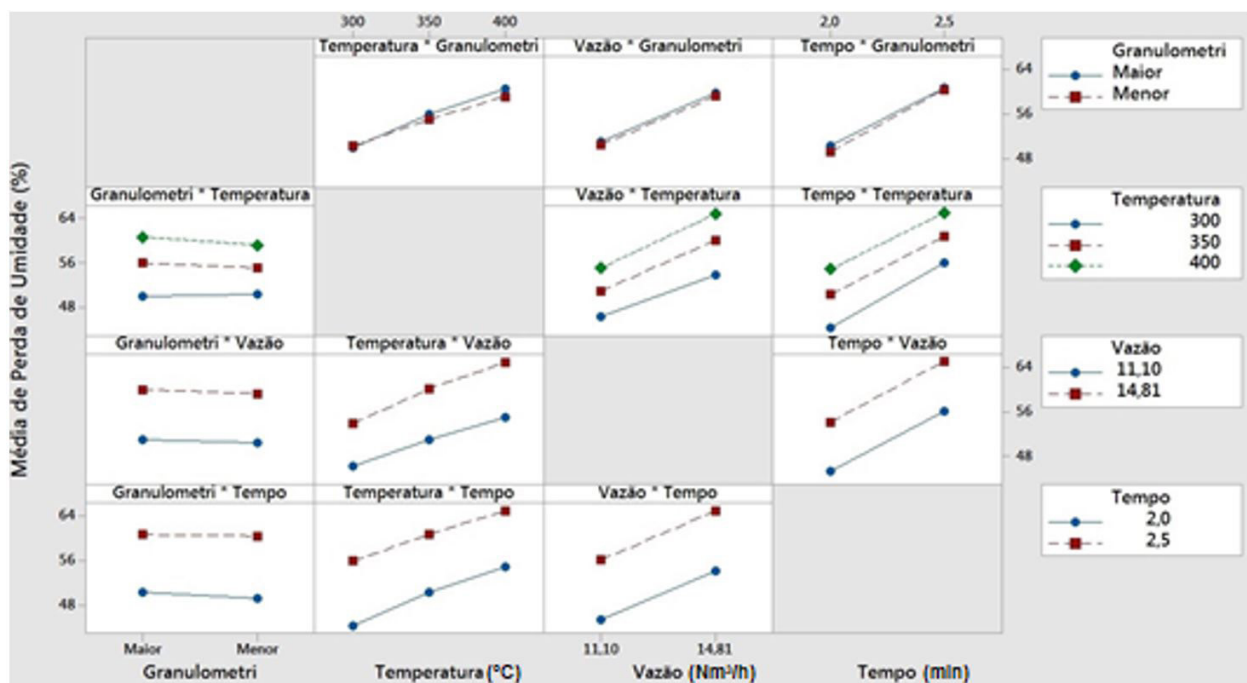 300 350 400 2,0 2,5
Temperatura * Granulometri Vazão * Granulometri Tempo * Granulometri
64
56
48
Granulometri
Maior
Menor
Média de Perda de Umidade (%)
Granulometri * Temperatura Vazão * Temperatura Tempo * Temperatura
64
56
48
Temperatura
300
350
400
Granulometri * Vazão Temperatura * Vazão Tempo * Vazão
64
56
48
Vazão
11,10
14,81
Granulometri * Tempo Temperatura * Tempo Vazão * Tempo
64
56
48
Tempo
2,0
2,5
Maior Menor 11,10 14,81
Granulometri Temperatura (°C) Vazão (Nm³/h) Tempo (min)